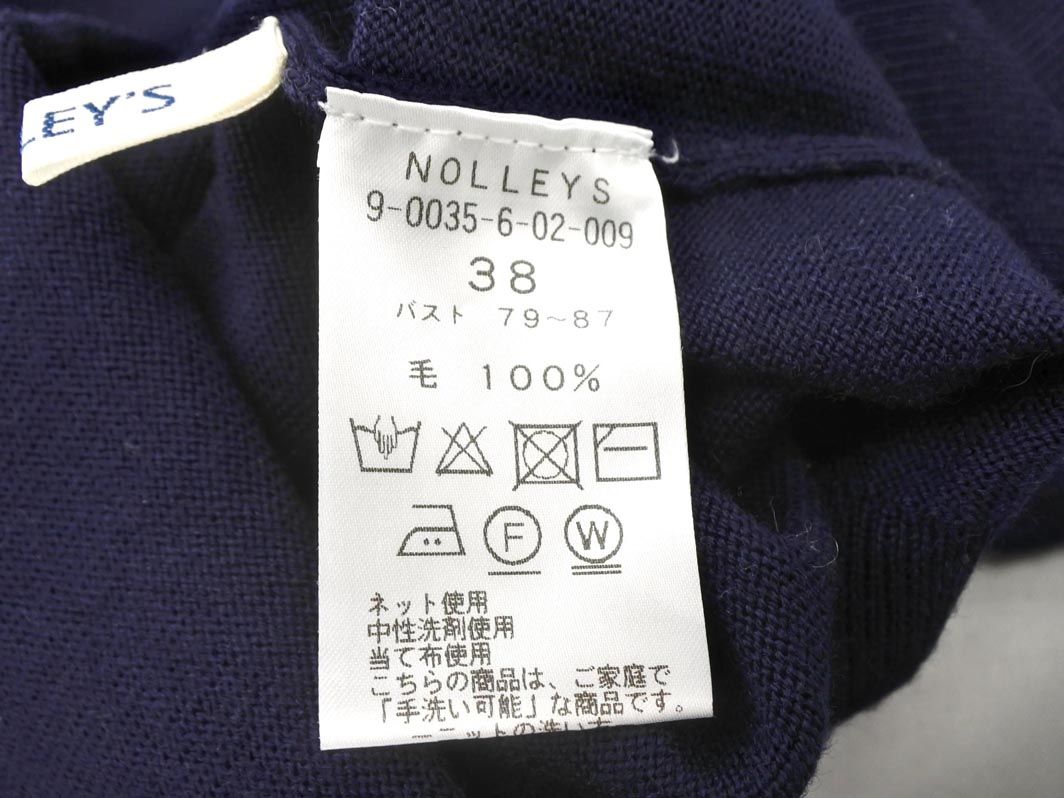 LEY'S
NOLLEYS
9-0035-6-02-009
38
バスト 79～87
毛 100%
F W
ネット使用
中性洗剤使用
当て布使用
こちらの商品は、ご家庭で
「手洗い可能」な商品です。